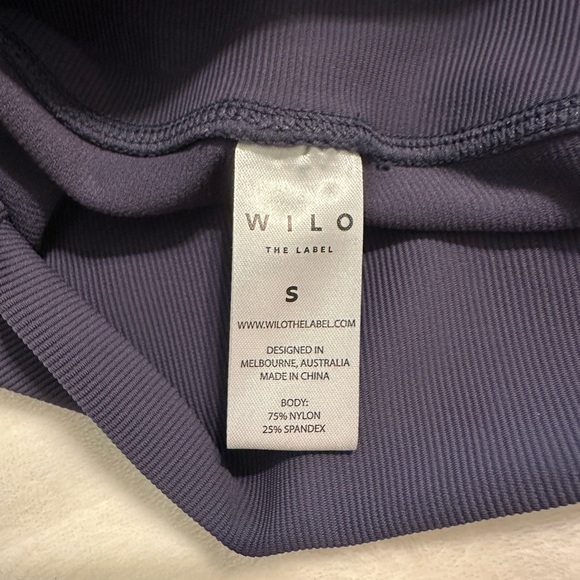 WILO
THE LABEL
S
WWW.WILOTHELABEL.COM
DESIGNED IN
MELBOURNE, AUSTRALIA
MADE IN CHINA
BODY:
75% NYLON
25% SPANDEX